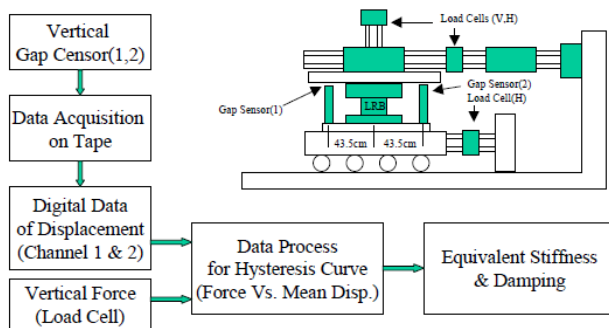 Vertical
Gap Censor(1,2)
Data Acquisition
on Tape
Digital Data
of Displacement
(Channel 1 & 2)
Vertical Force
(Load Cell)
Data Process
for Hysteresis Curve
(Force Vs. Mean Disp.)
Equivalent Stiffness
& Damping
Load Cells (V,H)
Gap Sensor(1)
Gap Sensor(2)
Load Cell(H)
LRB
43.5cm
43.5cm